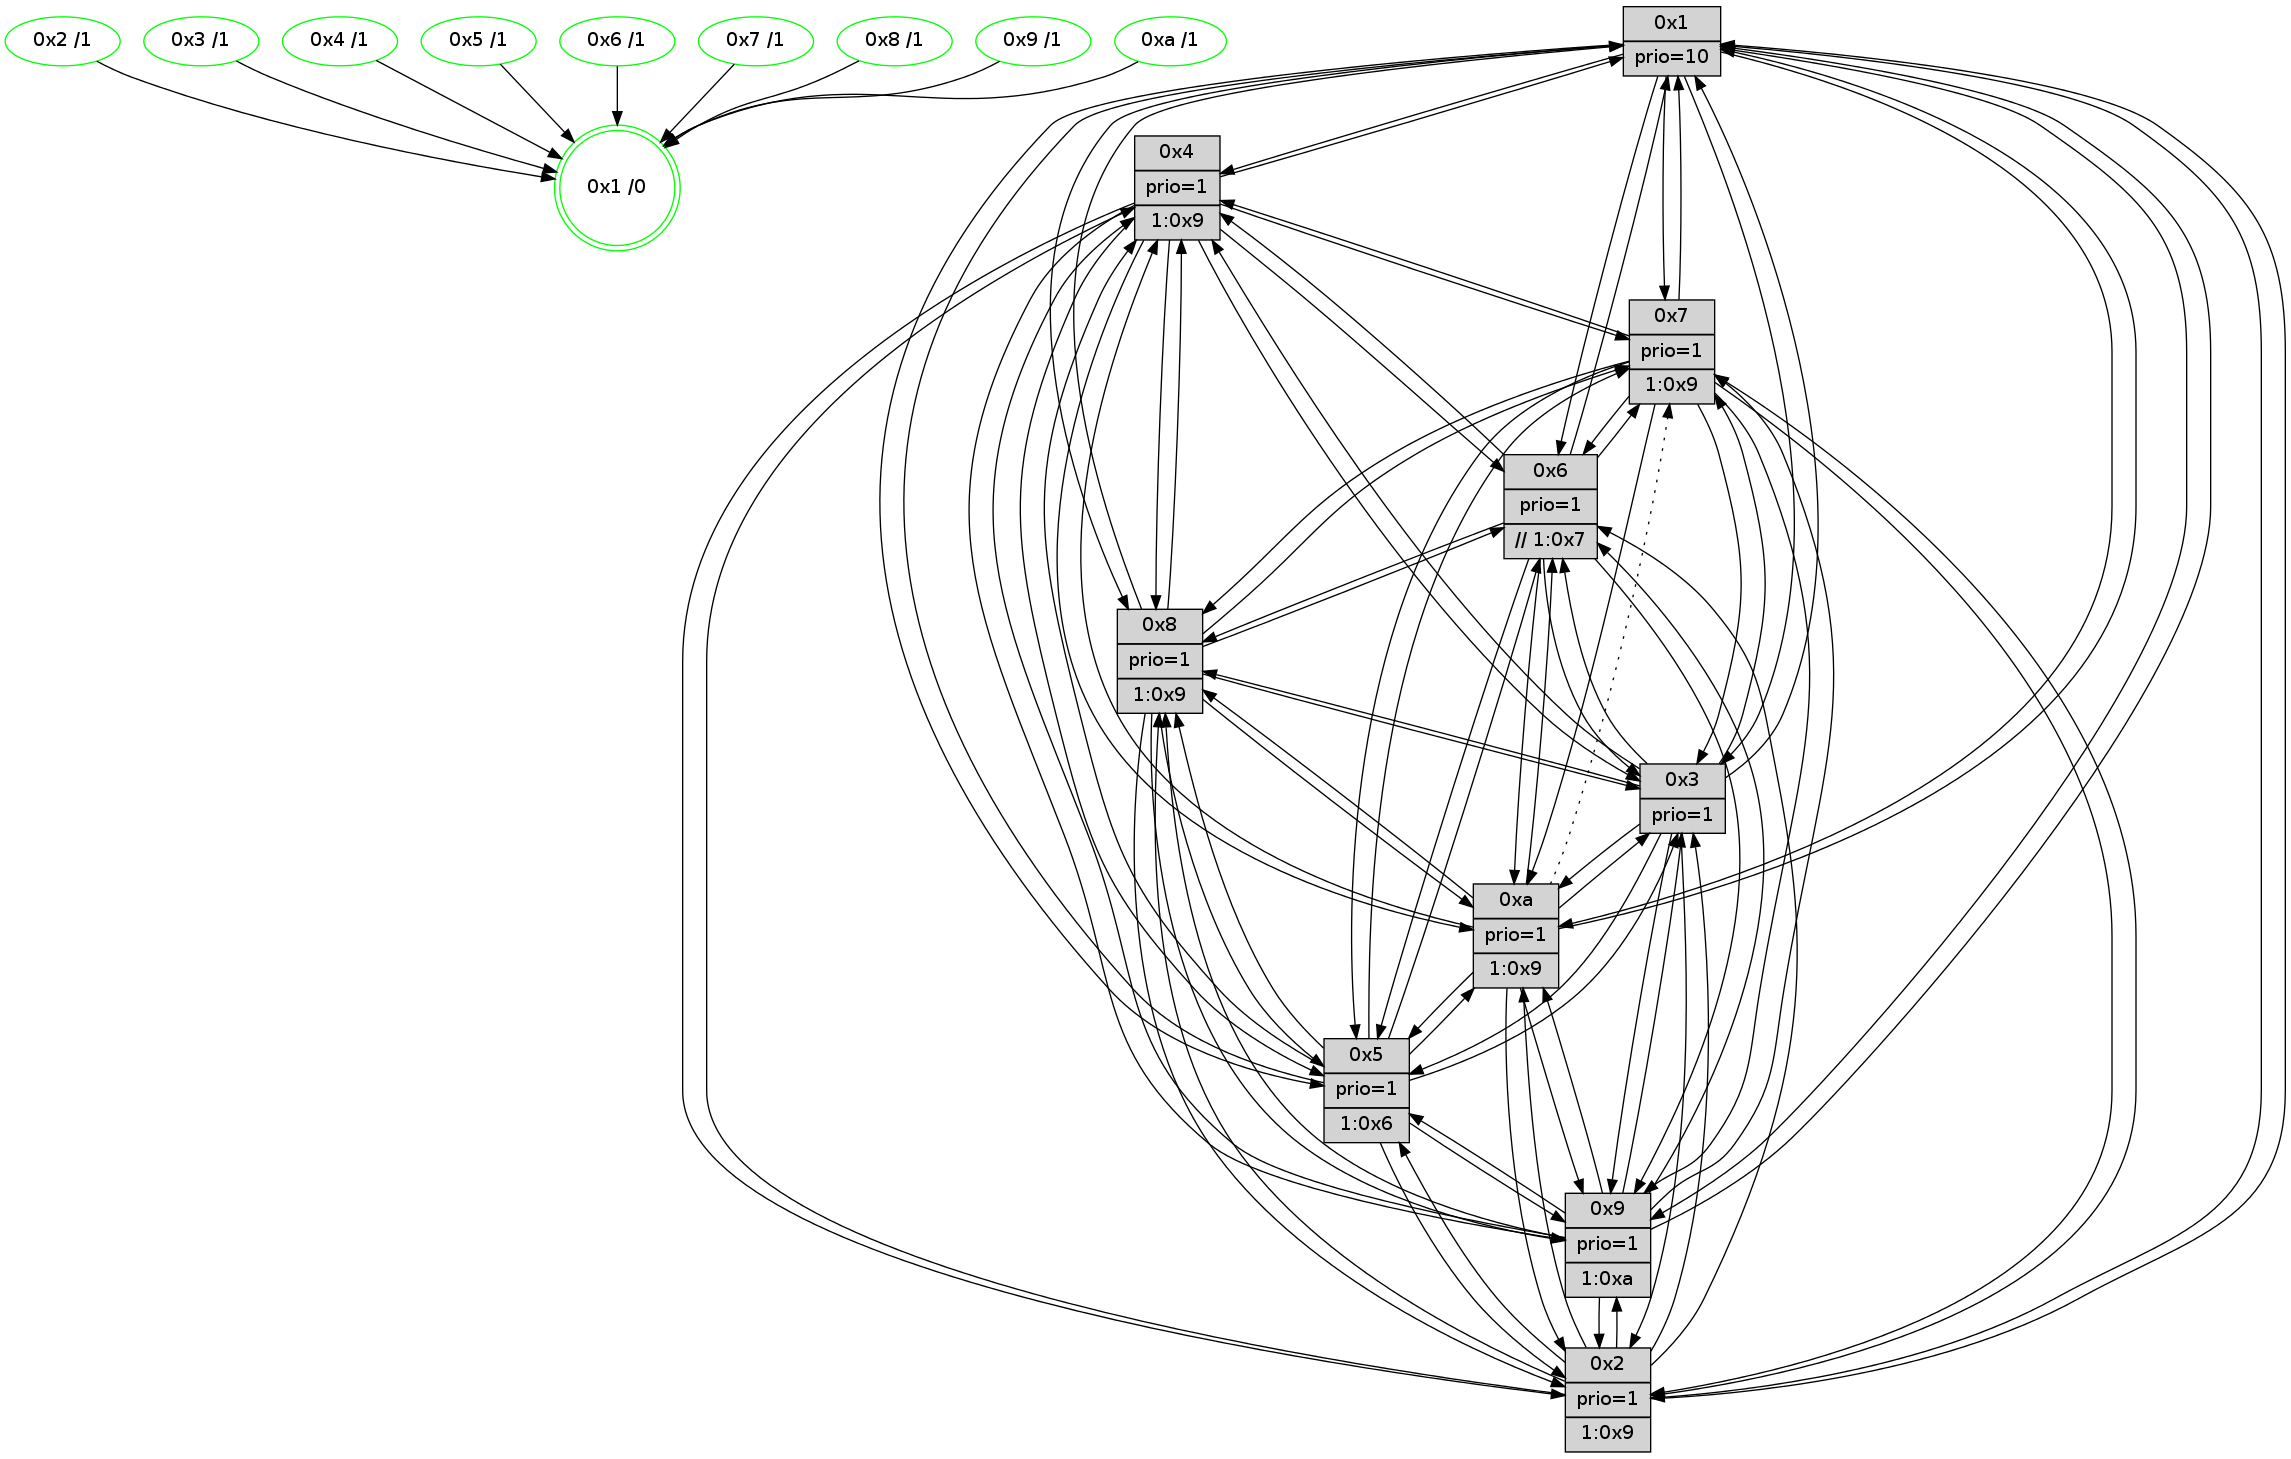 0x2 /1
0x3 /1
0x4 /1
0x5 /1
0x6 /1
0x7 /1
0x8 /1
0x9 /1
0xa /1
0x1 /0
0x1
prio=10
0x4
prio=1
1:0x9
0x7
prio=1
1:0x9
0x6
prio=1
// 1:0x7
0x8
prio=1
1:0x9
0x3
prio=1
0xa
prio=1
1:0x9
0x5
prio=1
1:0x6
0x9
prio=1
1:0xa
0x2
prio=1
1:0x9